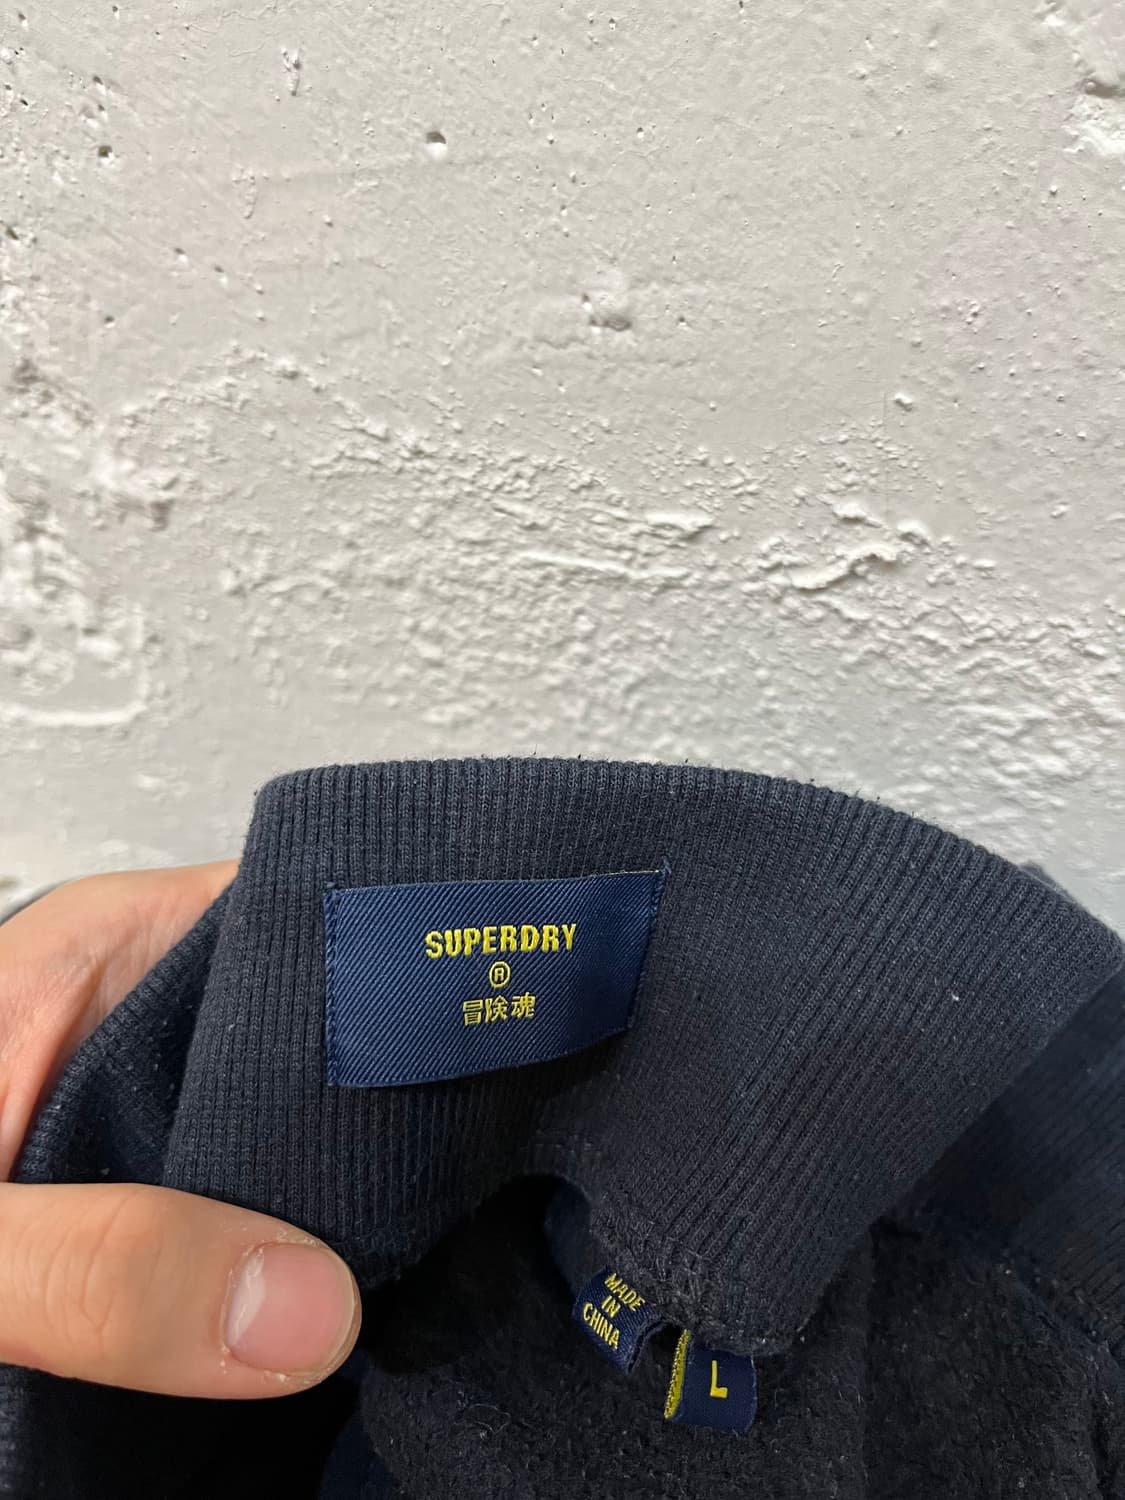 SUPERDRY
®
冒険魂
MADE
IN
CHINA
L